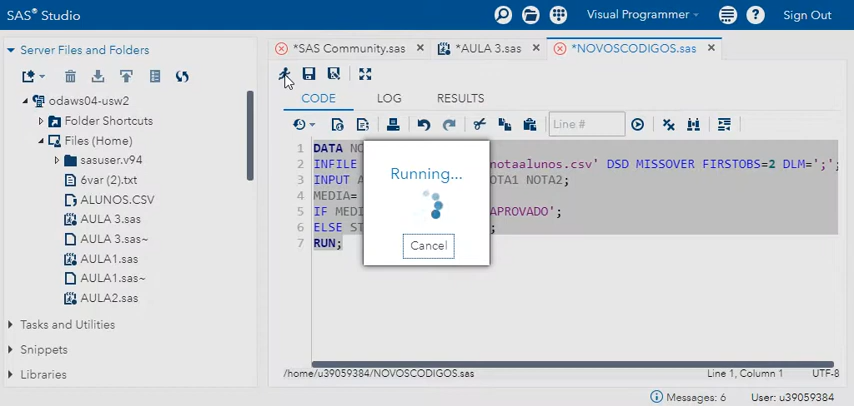 SAS® Studio
Visual Programmer
Sign Out
Server Files and Folders
odaws04-usw2
Folder Shortcuts
Files (Home)
sasuser.v94
6var (2).txt
ALUNOS.CSV
AULA 3.sas
AULA 3.sas~
AULA1.sas
AULA1.sas~
AULA2.sas
Tasks and Utilities
Snippets
Libraries
*SAS Community.sas
*AULA 3.sas
*NOVOSCODIGOS.sas
CODE LOG RESULTS
Line #
1 DATA NO
2 INFILE notaalunos.csv' DSD MISSOVER FIRSTOBS=2 DLM=';';
3 INPUT A OTA1 NOTA2;
4 MEDIA=
5 IF MEDI APROVADO';
6 ELSE ST ;
7 RUN;
Running...
Cancel
/home/u39059384/NOVOSCODIGOS.sas
Line 1, Column 1
UTF-8
Messages: 6
User: u39059384